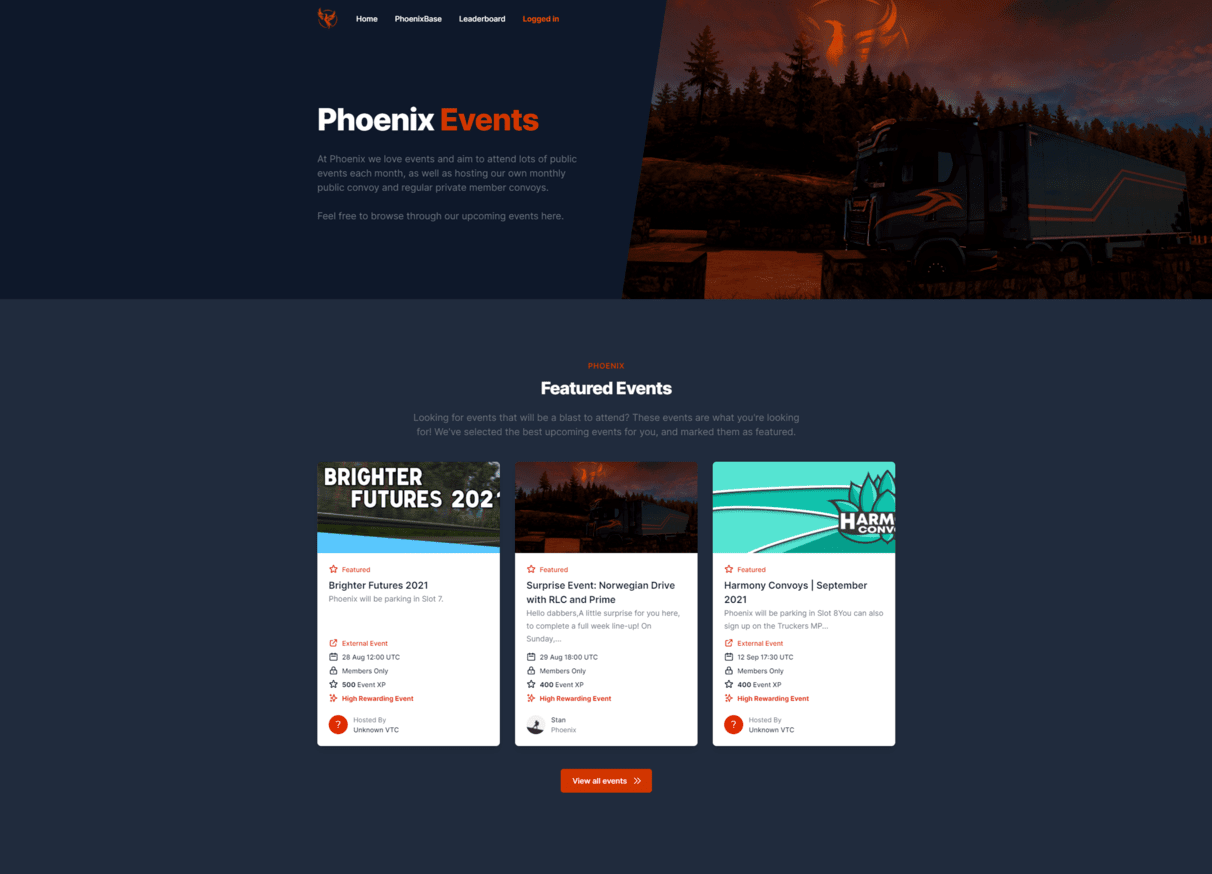 Home PhoenixBase Leaderboard Logged in
Phoenix Events
At Phoenix we love events and aim to attend lots of public
events each month, as well as hosting our own monthly
public convoy and regular private member convoys.
Feel free to browse through our upcoming events here.
PHOENIX
Featured Events
Looking for events that will be a blast to attend? These events are what you're looking
for! We've selected the best upcoming events for you, and marked them as featured.
BRIGHTER
FUTURES 2021
Featured
Brighter Futures 2021
Phoenix will be parking in Slot 7.
External Event
28 Aug 12:00 UTC
Members Only
500 Event XP
High Rewarding Event
?
Hosted By
Unknown VTC
Featured
Surprise Event: Norwegian Drive
with RLC and Prime
Hello dabbers,A little surprise for you here,
to complete a full week line-up! On
Sunday,...
29 Aug 18:00 UTC
Members Only
400 Event XP
High Rewarding Event
Stan
Phoenix
HARM
CONV
Featured
Harmony Convoys | September
2021
Phoenix will be parking in Slot 8You can also
sign up on the Truckers MP...
External Event
12 Sep 17:30 UTC
Members Only
400 Event XP
High Rewarding Event
?
Hosted By
Unknown VTC
View all events